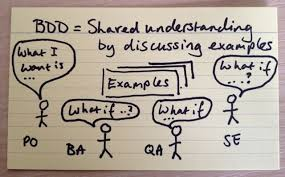 BDD = Shared understanding
by discussing examples
What I
want is
...
Examples
What if ..?
What if
What if
...?
PO
BA
QA
SE